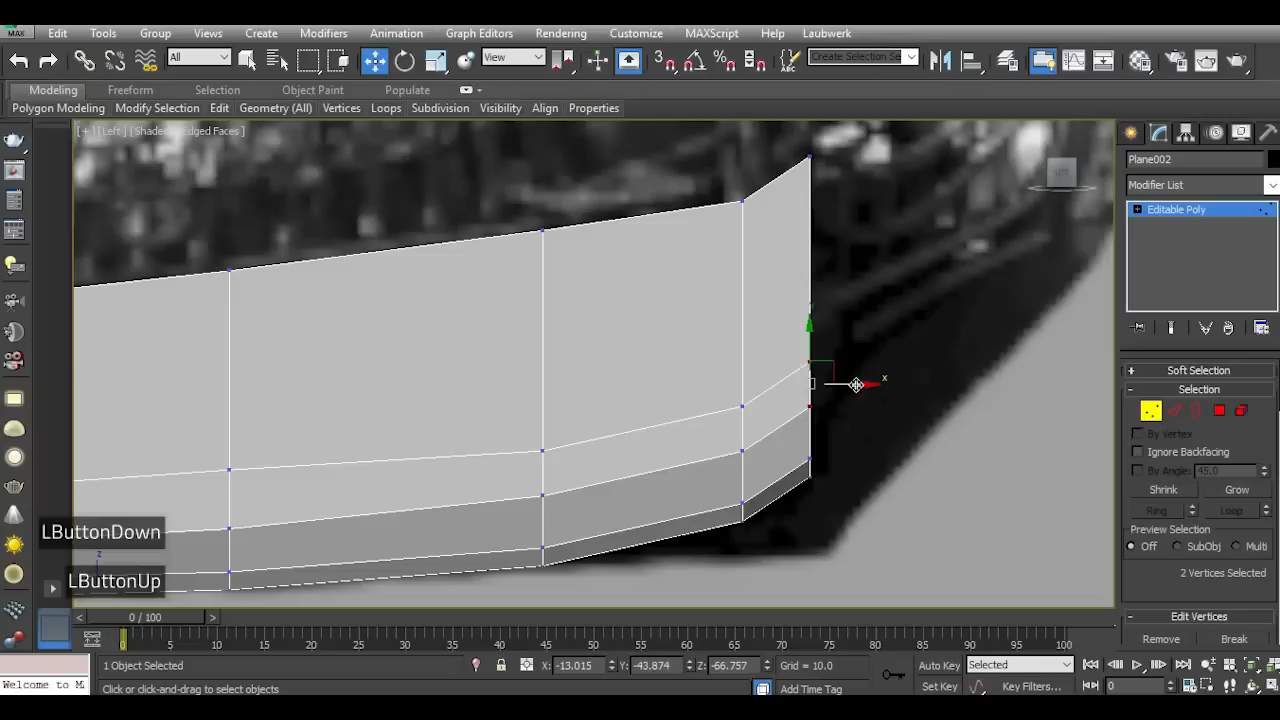 MAX Edit Tools Group Views Create Modifiers Animation Graph Editors Rendering Customize MAXScript Help Laubwerk
All View Create Selection Se
Modeling Freeform Selection Object Paint Populate
Polygon Modeling Modify Selection Edit Geometry (All) Vertices Loops Subdivision Visibility Align Properties
[+][Left][Shaded Edged Faces]
Plane002
Modifier List
Editable Poly
y
x
z
Soft Selection
Selection
By Vertex
Ignore Backfacing
By Angle: 45.0
Shrink Grow
Ring Loop
Preview Selection
Off SubObj Multi
2 Vertices Selected
Edit Vertices
Remove Break
LButtonDown
LButtonUp
< 0 / 100 >
0 5 10 15 20 25 30 35 40 45 50 55 60 65 70 75 80 85 90 95 100
1 Object Selected X: -13.015 Y: -43.874 Z: -66.757 Grid = 10.0 Auto Key Selected
Welcome to M. Click or click-and-drag to select objects Add Time Tag Set Key Key Filters... 0